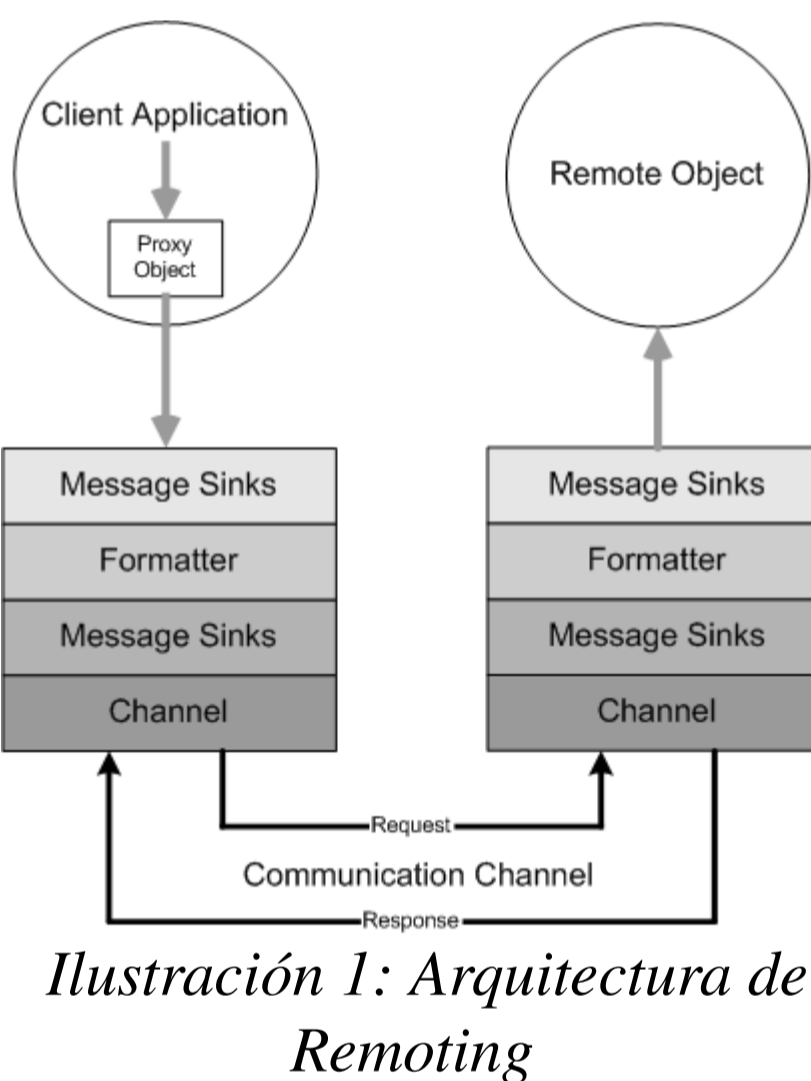 Client Application
Proxy
Object
Remote Object
Message Sinks
Formatter
Message Sinks
Channel
Message Sinks
Formatter
Message Sinks
Channel
Request
Communication Channel
Response
Ilustración 1: Arquitectura de
Remoting